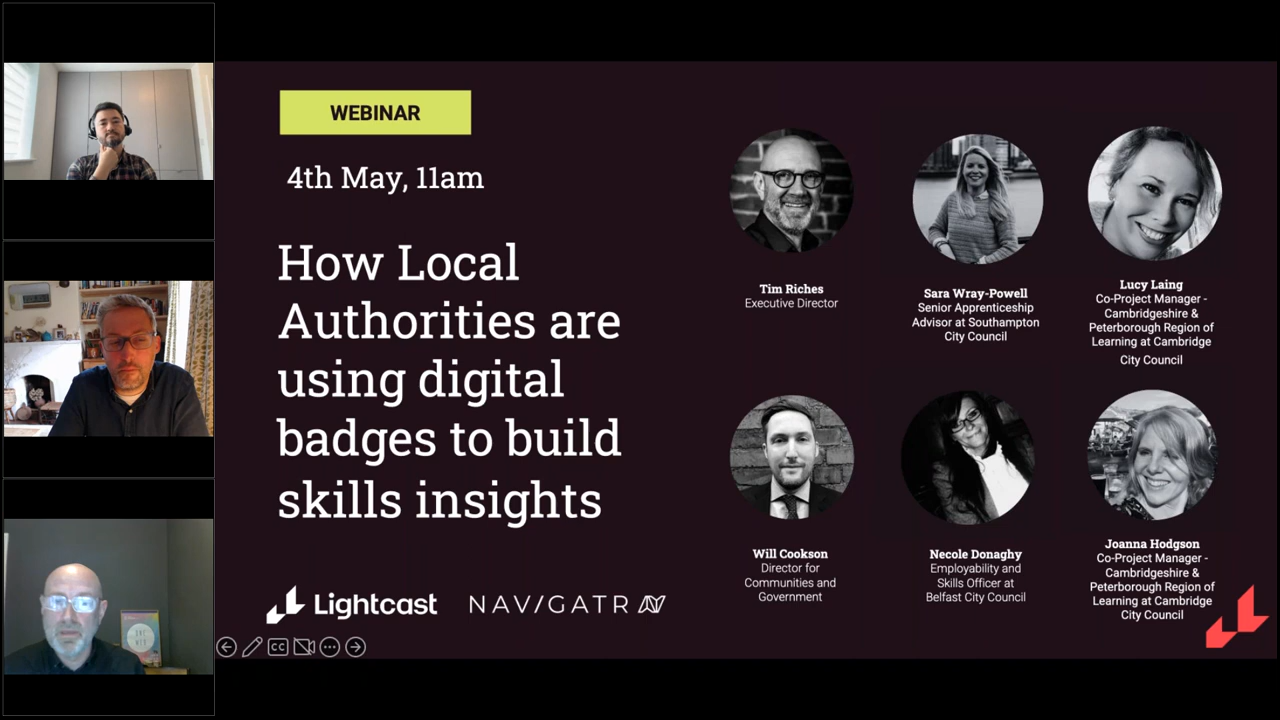 WEBINAR
4th May, 11am
How Local
Authorities are
using digital
badges to build
skills insights
Lightcast
NAVIGATR
Tim Riches
Executive Director
Sara Wray-Powell
Senior Apprenticeship
Advisor at Southampton
City Council
Lucy Laing
Co-Project Manager -
Cambridgeshire &
Peterborough Region of
Learning at Cambridge
City Council
Will Cookson
Director for
Communities and
Government
Necole Donaghy
Employability and
Skills Officer at
Belfast City Council
Joanna Hodgson
Co-Project Manager -
Cambridgeshire &
Peterborough Region of
Learning at Cambridge
City Council
CC